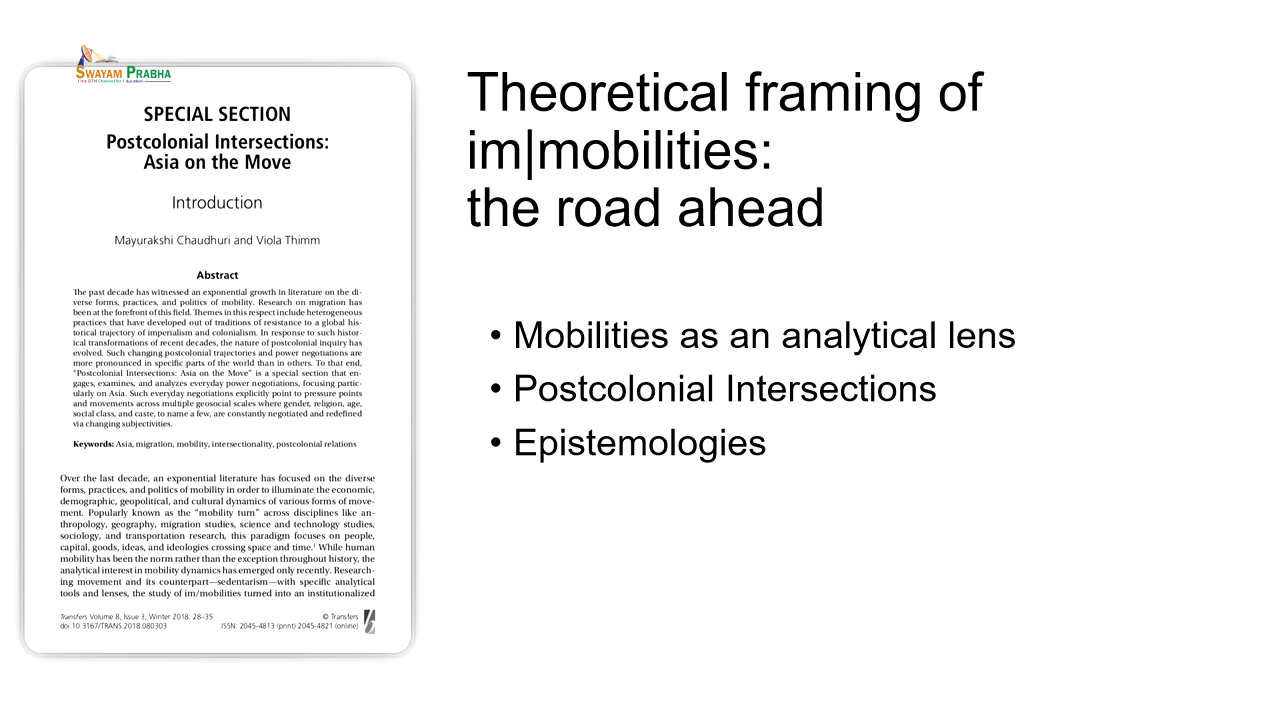 SWAYAM PRABHA
SPECIAL SECTION
Postcolonial Intersections:
Asia on the Move
Introduction
Mayurakshi Chaudhuri and Viola Thimm
Abstract
The past decade has witnessed an exponential growth in literature on the di-
verse forms, practices, and politics of mobility. Research on migration has
been at the forefront of this field. Themes in this respect include heterogeneous
practices that have developed out of traditions of resistance to a global his-
torical trajectory of imperialism and colonialism. In response to such histor-
ical transformations of recent decades, the nature of postcolonial inquiry has
evolved. Such changing postcolonial trajectories and power negotiations are
more pronounced in specific parts of the world than in others. To that end,
"Postcolonial Intersections: Asia on the Move" is a special section that en-
gages, examines, and analyzes everyday power negotiations, focusing partic-
ularly on Asia. Such everyday negotiations explicitly point to pressure points
and movements across multiple geosocial scales where gender, religion, age,
social class, and caste, to name a few, are constantly negotiated and redefined
via changing subjectivities.
Keywords: Asia, migration, mobility, intersectionality, postcolonial relations
Over the last decade, an exponential literature has focused on the diverse
forms, practices, and politics of mobility in order to illuminate the economic,
demographic, geopolitical, and cultural dynamics of various forms of move-
ment. Popularly known as the "mobility turn" across disciplines like an-
thropology, geography, migration studies, science and technology studies,
sociology, and transportation research, this paradigm focuses on people,
capital, goods, ideas, and ideologies crossing space and time.¹ While human
mobility has been the norm rather than the exception throughout history, the
analytical interest in mobility dynamics has emerged only recently. Research-
ing movement and its counterpart—sedentarism—with specific analytical
tools and lenses, the study of im/mobilities turned into an institutionalized
Transfers Volume 8, Issue 3, Winter 2018: 28–35 © Transfers
doi: 10.3167/TRANS.2018.080303 ISSN: 2045-4813 (print) 2045-4821 (online)
Theoretical framing of
im|mobilities:
the road ahead
• Mobilities as an analytical lens
• Postcolonial Intersections
• Epistemologies